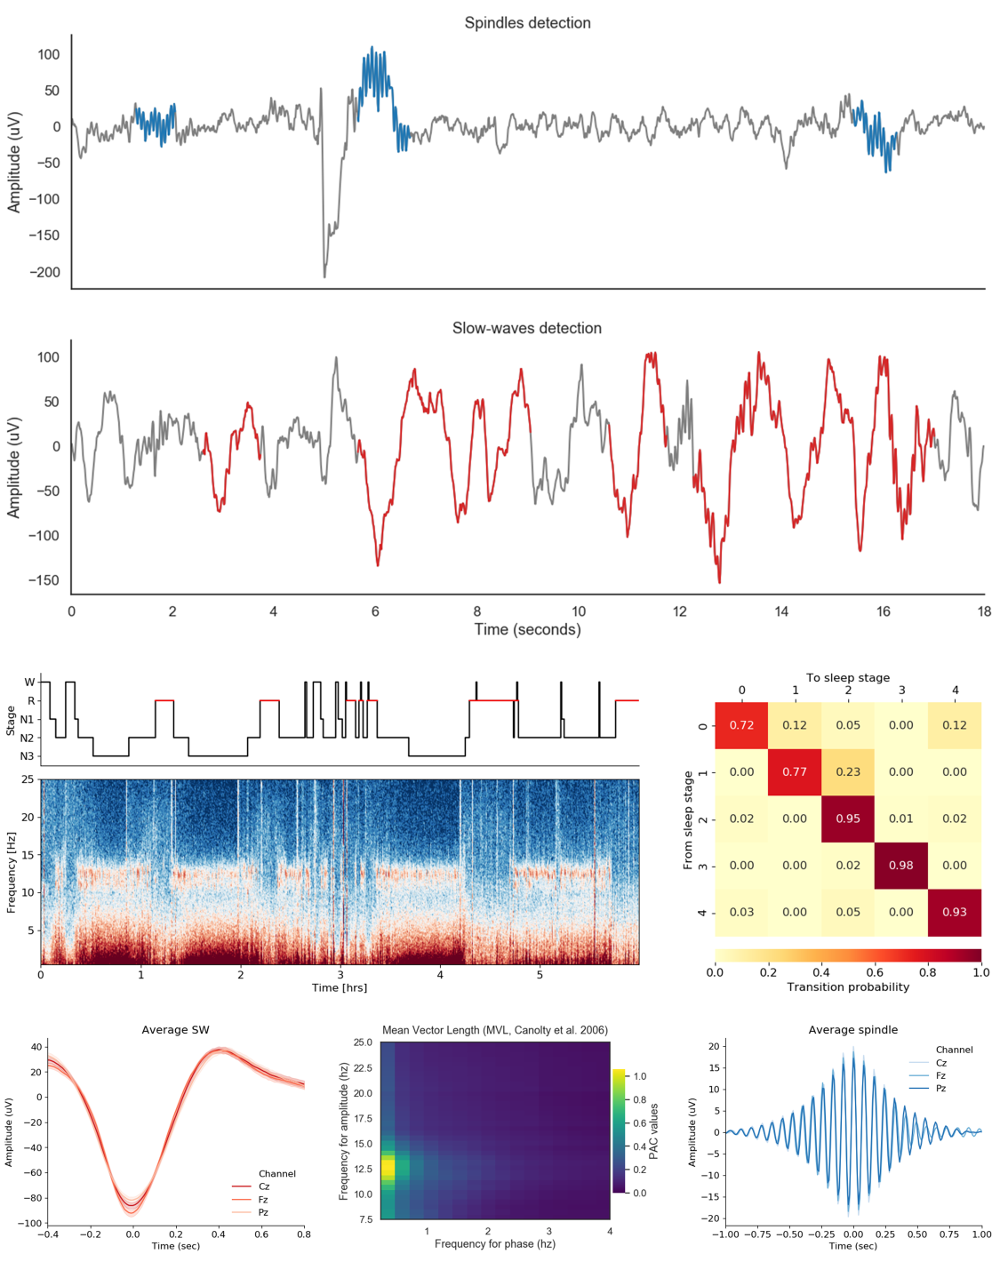 Spindles detection
100
50
0
−50
−100
−150
−200
Amplitude (uV)
Slow-waves detection
100
50
0
−50
−100
−150
Amplitude (uV)
0 2 4 6 8 10 12 14 16 18
Time (seconds)
W
R
N1
N2
N3
Stage
25
20
15
10
5
Frequency [Hz]
0 1 2 3 4 5
Time [hrs]
To sleep stage
0 1 2 3 4
From sleep stage
0 0.72 0.12 0.05 0.00 0.12
1 0.00 0.77 0.23 0.00 0.00
2 0.02 0.00 0.95 0.01 0.02
3 0.00 0.00 0.02 0.98 0.00
4 0.03 0.00 0.05 0.00 0.93
0.0 0.2 0.4 0.6 0.8 1.0
Transition probability
Average SW
40
20
0
−20
−40
−60
−80
−100
Amplitude (uV)
Channel
Cz
Fz
Pz
−0.4 −0.2 0.0 0.2 0.4 0.6 0.8
Time (sec)
Mean Vector Length (MVL, Canolty et al. 2006)
25.0
22.5
20.0
17.5
15.0
12.5
10.0
7.5
Frequency for amplitude (hz)
1 2 3 4
Frequency for phase (hz)
1.0
0.8
0.6
0.4
0.2
0.0
PAC values
Average spindle
20
15
10
5
0
−5
−10
−15
−20
Amplitude (uV)
Channel
Cz
Fz
Pz
−1.00 −0.75 −0.50 −0.25 0.00 0.25 0.50 0.75 1.00
Time (sec)